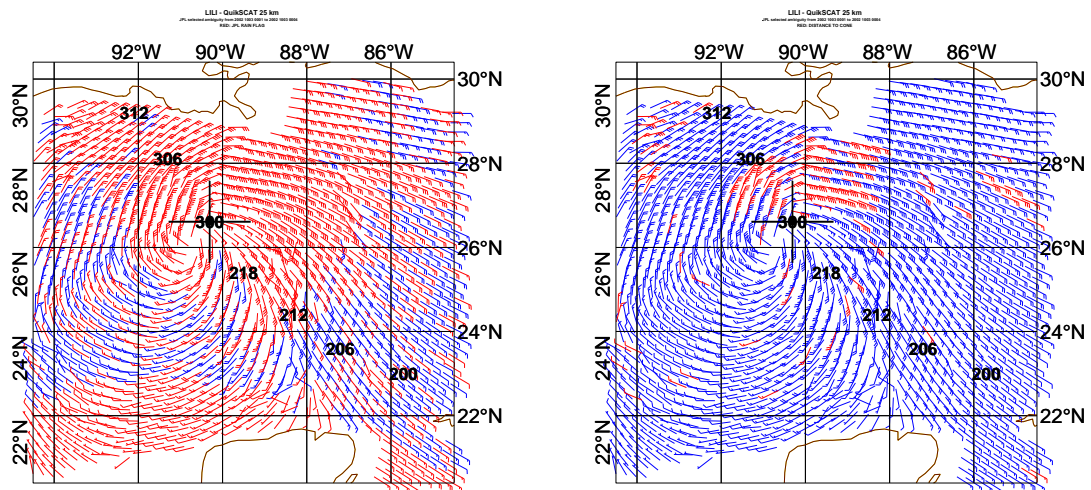 LILI - QuikSCAT 25 km
JPL selected ambiguity from 2002 1003 0001 to 2002 1003 0004
RED: JPL RAIN FLAG
92°W 90°N 88°W 86°W
30°N
30°N
312
306
28°N
28°N
26°N
26°N
218
212
24°N
24°N
206
200
22°N
22°N
LILI - QuikSCAT 25 km
JPL selected ambiguity from 2002 1003 0001 to 2002 1003 0004
RED: DISTANCE TO CONE
92°W 90°N 88°W 86°W
30°N
30°N
312
306
28°N
28°N
26°N
26°N
218
212
24°N
24°N
206
200
22°N
22°N